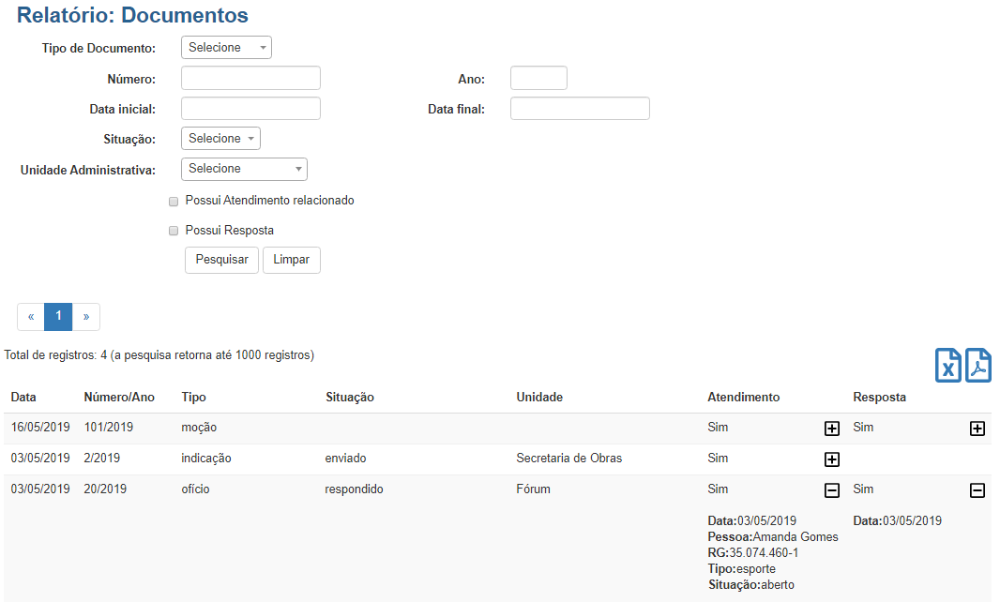 Relatório: Documentos
Tipo de Documento: Selecione
Número: Ano:
Data inicial: Data final:
Situação: Selecione
Unidade Administrativa: Selecione
Possui Atendimento relacionado
Possui Resposta
Pesquisar Limpar
« 1 »
Total de registros: 4 (a pesquisa retorna até 1000 registros)
Data Número/Ano Tipo Situação Unidade Atendimento Resposta
16/05/2019 101/2019 moção Sim Sim
03/05/2019 2/2019 indicação enviado Secretaria de Obras Sim
03/05/2019 20/2019 ofício respondido Fórum Sim Sim
Data:03/05/2019 Data:03/05/2019
Pessoa:Amanda Gomes
RG:35.074.460-1
Tipo:esporte
Situação:aberto